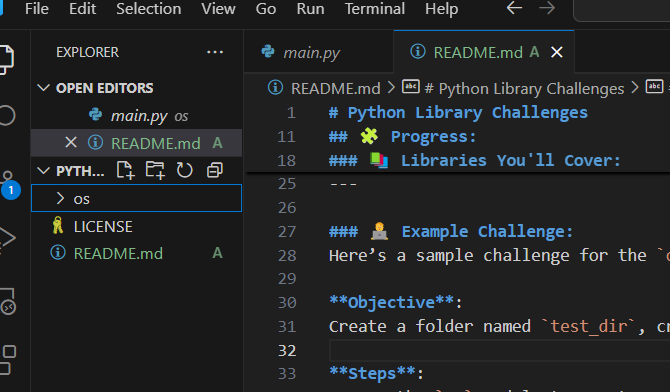 File Edit Selection View Go Run Terminal Help
EXPLORER ...
OPEN EDITORS
main.py os
README.md A
PYTH...
os
LICENSE
README.md A
1
main.py README.md A
README.md > # Python Library Challenges >
1 # Python Library Challenges
11 ## 🧩 Progress:
18 ### 📚 Libraries You'll Cover:
25 ---
26
27 ### 🧑‍💻 Example Challenge:
28 Here’s a sample challenge for the `
29
30 **Objective**:
31 Create a folder named `test_dir`, cr
32
33 **Steps**: